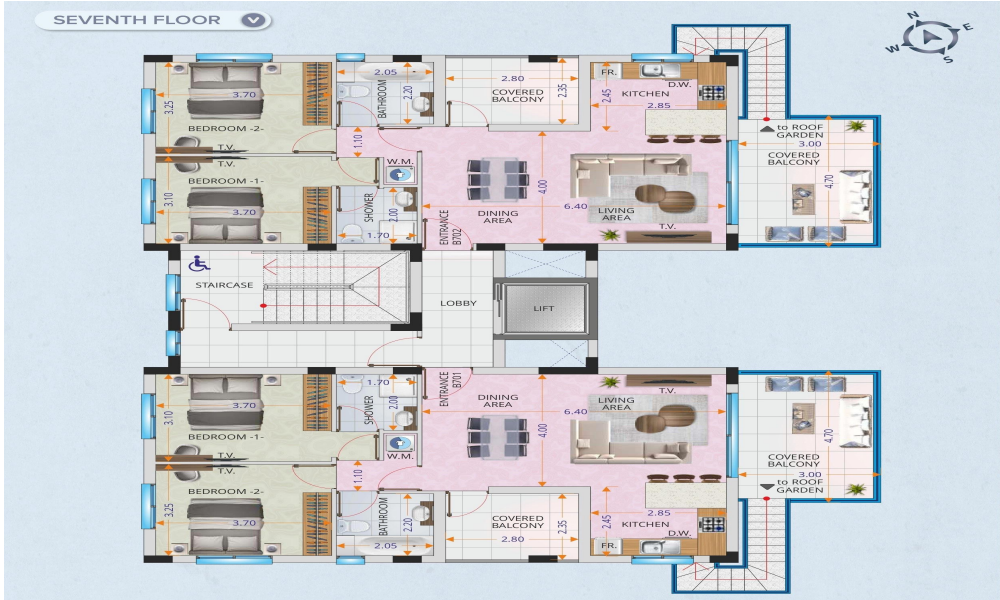 SEVENTH FLOOR
N
E
W
S
2.05
2.80
FR.
D.W.
KITCHEN
2.45
2.85
3.70
3.25
BATHROOM
2.20
COVERED
BALCONY
2.35
BEDROOM -2-
T.V.
1.10
W.M.
to ROOF
GARDEN
3.00
COVERED
BALCONY
4.70
T.V.
BEDROOM -1-
3.10
3.70
SHOWER
2.00
1.70
ENTRANCE
B702
DINING
AREA
4.00
6.40
LIVING
AREA
T.V.
STAIRCASE
LOBBY
LIFT
BEDROOM -1-
3.10
3.70
T.V.
1.70
SHOWER
2.00
W.M.
ENTRANCE
B701
DINING
AREA
4.00
6.40
LIVING
AREA
T.V.
4.70
COVERED
BALCONY
3.00
to ROOF
GARDEN
T.V.
BEDROOM -2-
3.25
3.70
1.10
BATHROOM
2.20
2.05
COVERED
BALCONY
2.80
2.35
2.85
KITCHEN
2.45
D.W.
FR.